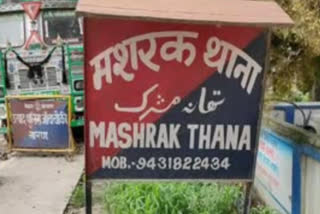 मशरक थाना
تھانہ مشرک
MASHRAK THANA
MOB.-9431822434